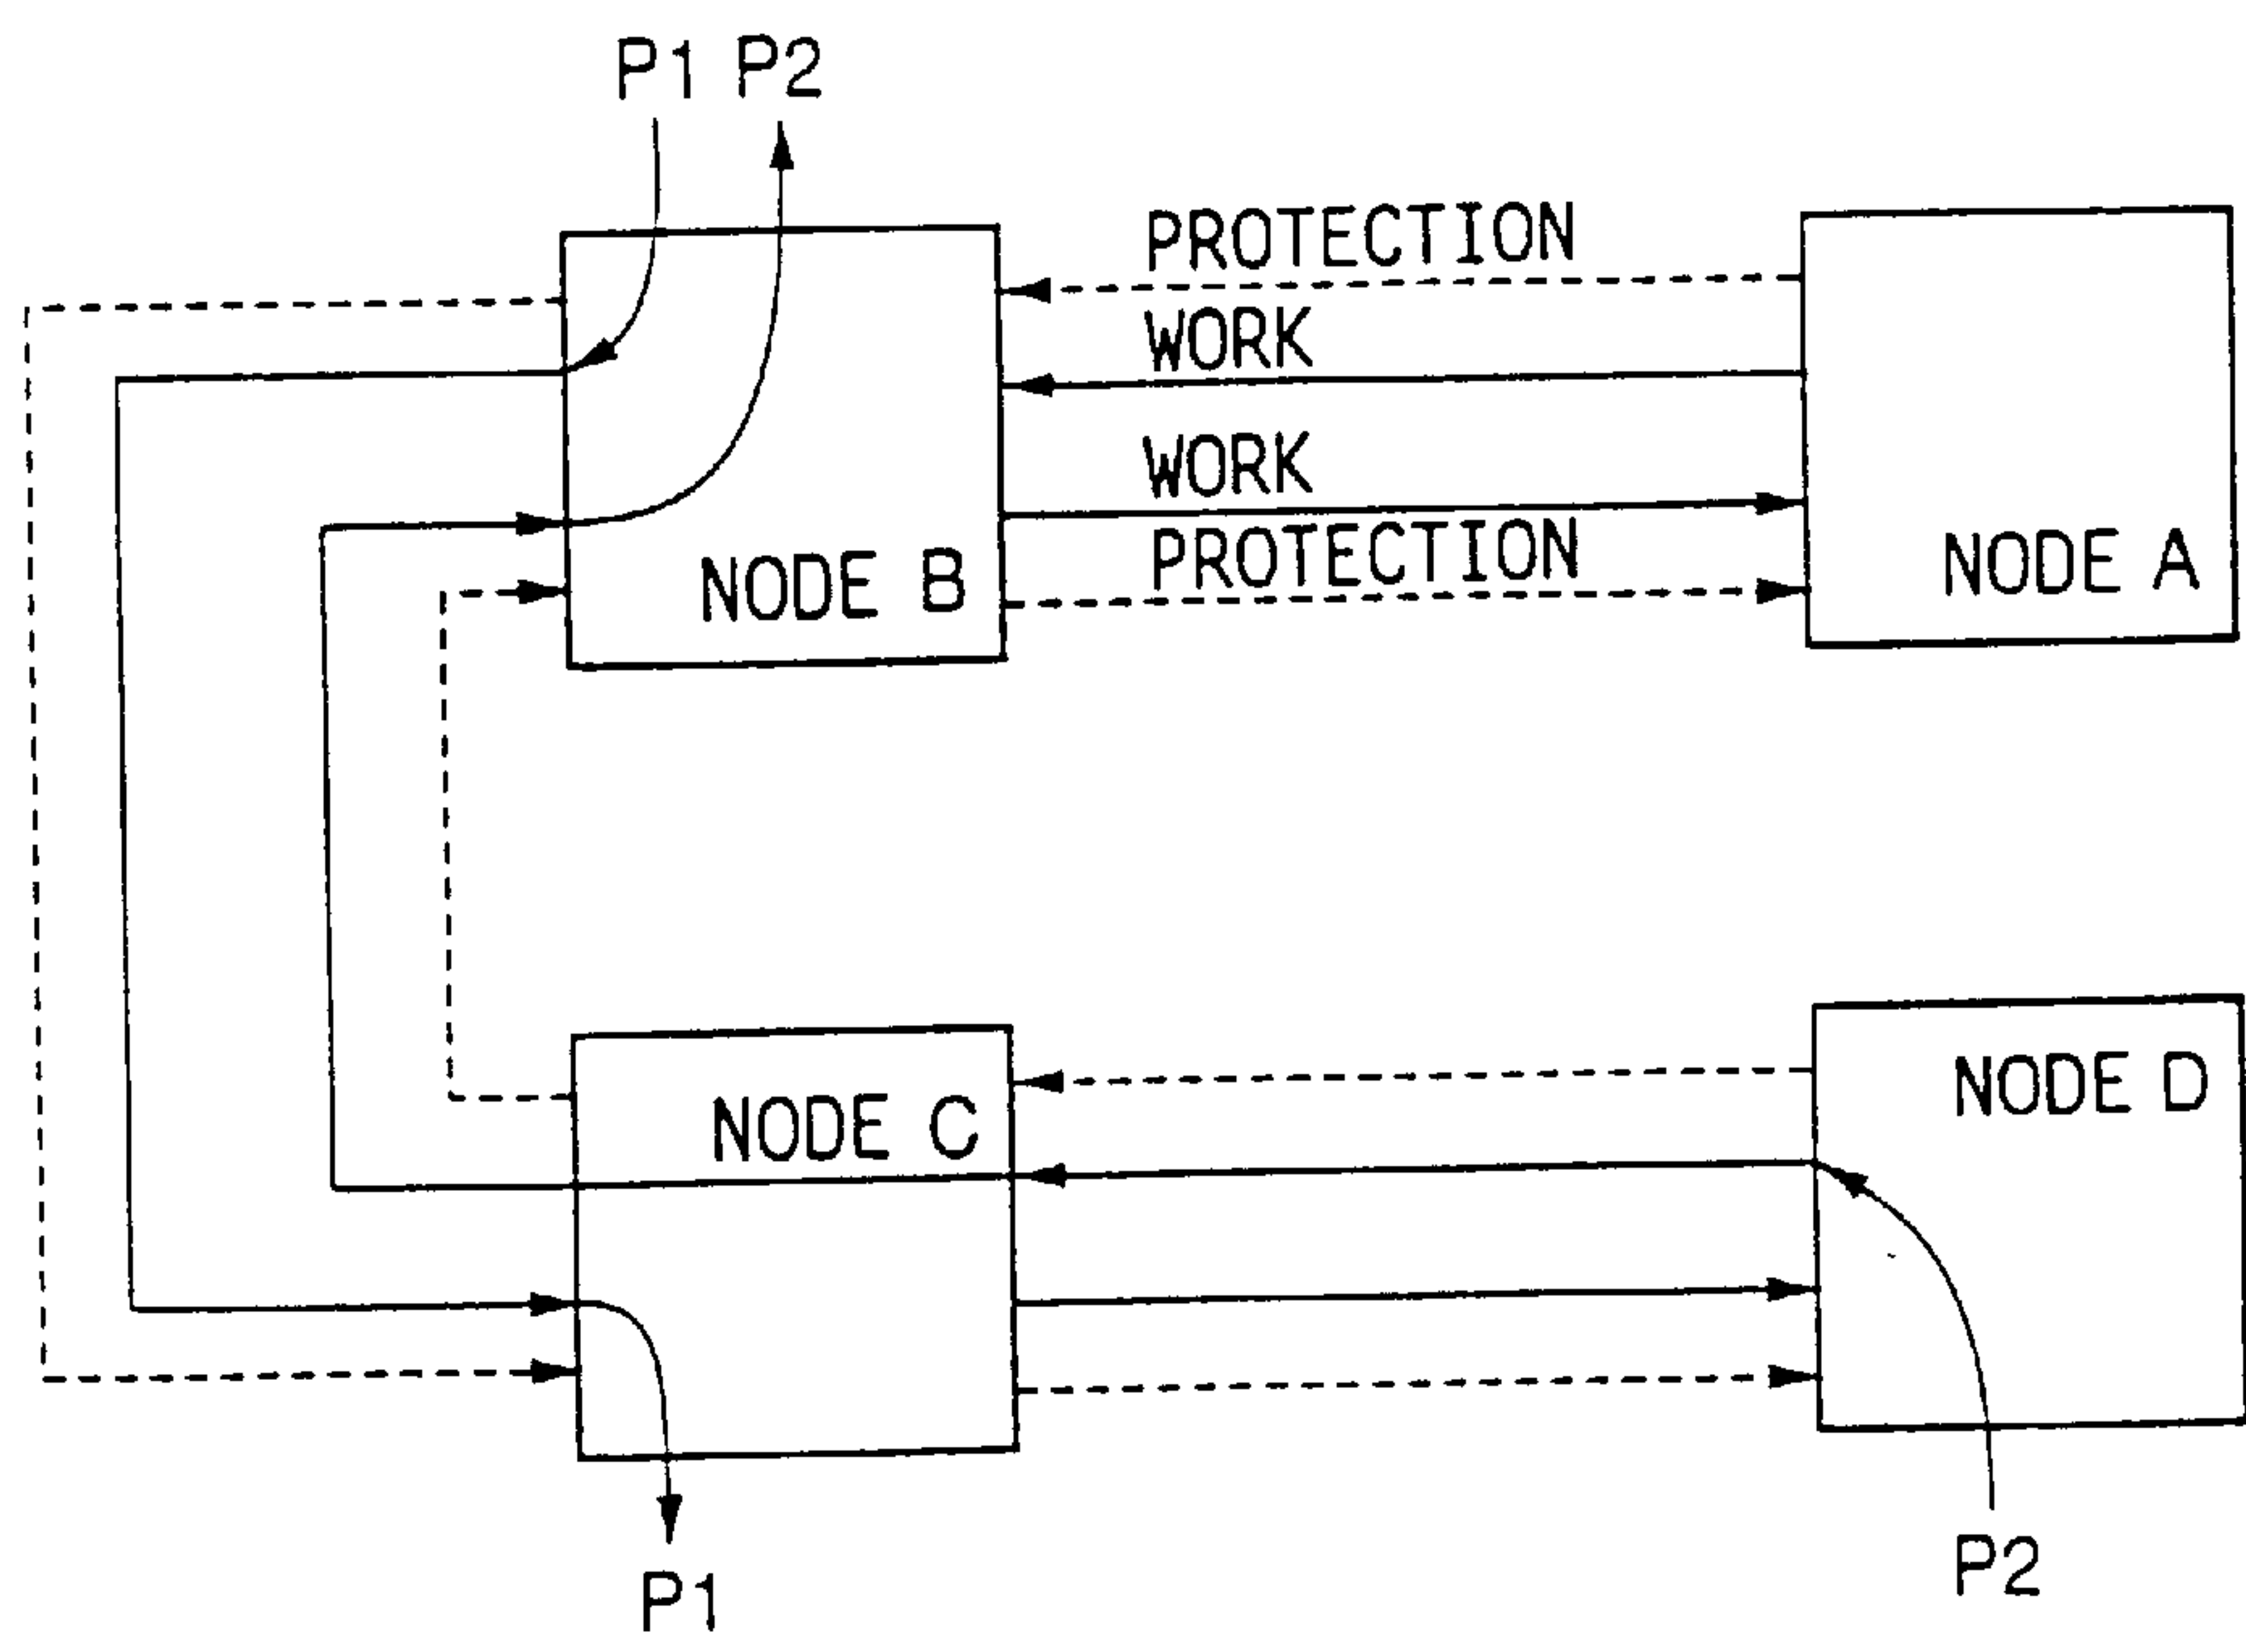 P1 P2
PROTECTION
WORK
WORK
PROTECTION
NODE B
NODE A
NODE C
NODE D
P1
P2